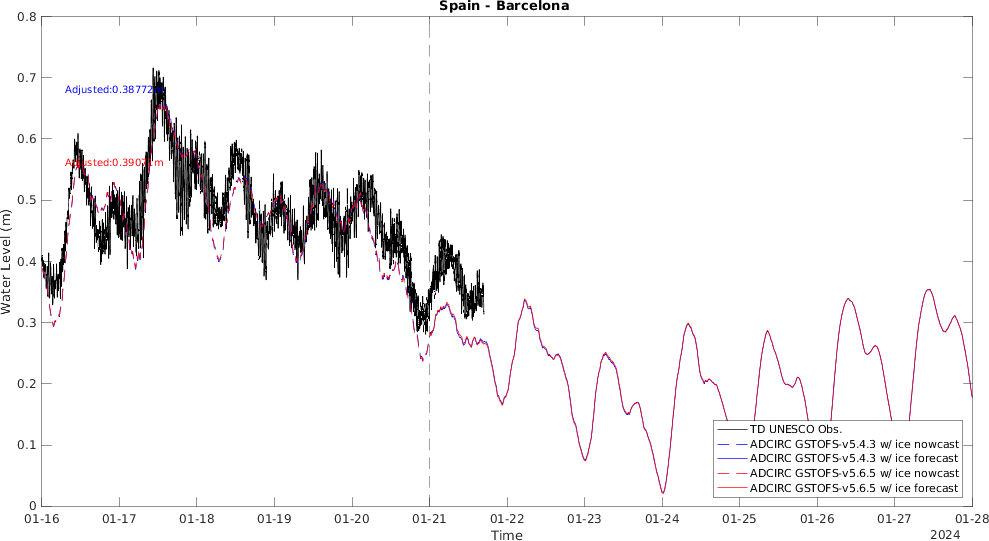 Spain - Barcelona
Water Level (m)
0.8
0.7
0.6
0.5
0.4
0.3
0.2
0.1
0
Adjusted:0.38772m
Adjusted:0.39071m
TD UNESCO Obs.
ADCIRC GSTOFS-v5.4.3 w/ ice nowcast
ADCIRC GSTOFS-v5.4.3 w/ ice forecast
ADCIRC GSTOFS-v5.6.5 w/ ice nowcast
ADCIRC GSTOFS-v5.6.5 w/ ice forecast
01-16 01-17 01-18 01-19 01-20 01-21 01-22 01-23 01-24 01-25 01-26 01-27 01-28
Time
2024